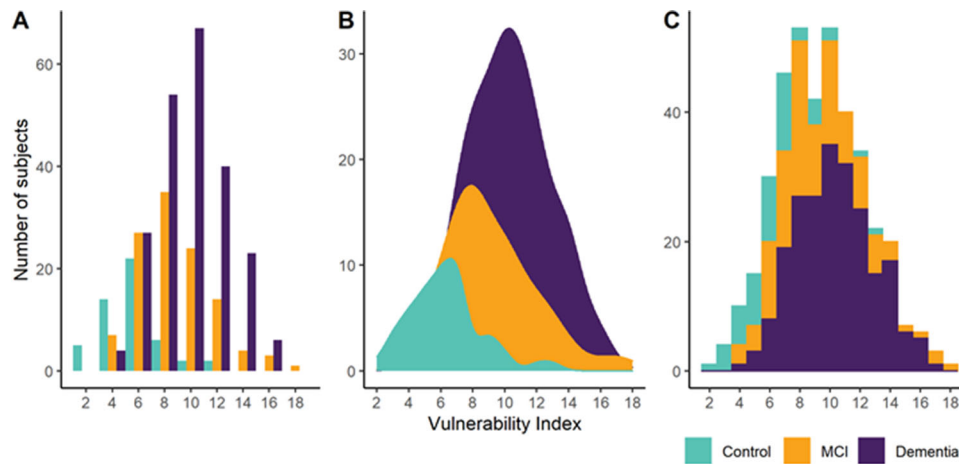 A
B
C
Number of subjects
60
40
20
0
2 4 6 8 10 12 14 16 18
30
20
10
0
2 4 6 8 10 12 14 16 18
Vulnerability Index
40
20
0
2 4 6 8 10 12 14 16 18
Control MCI Dementia